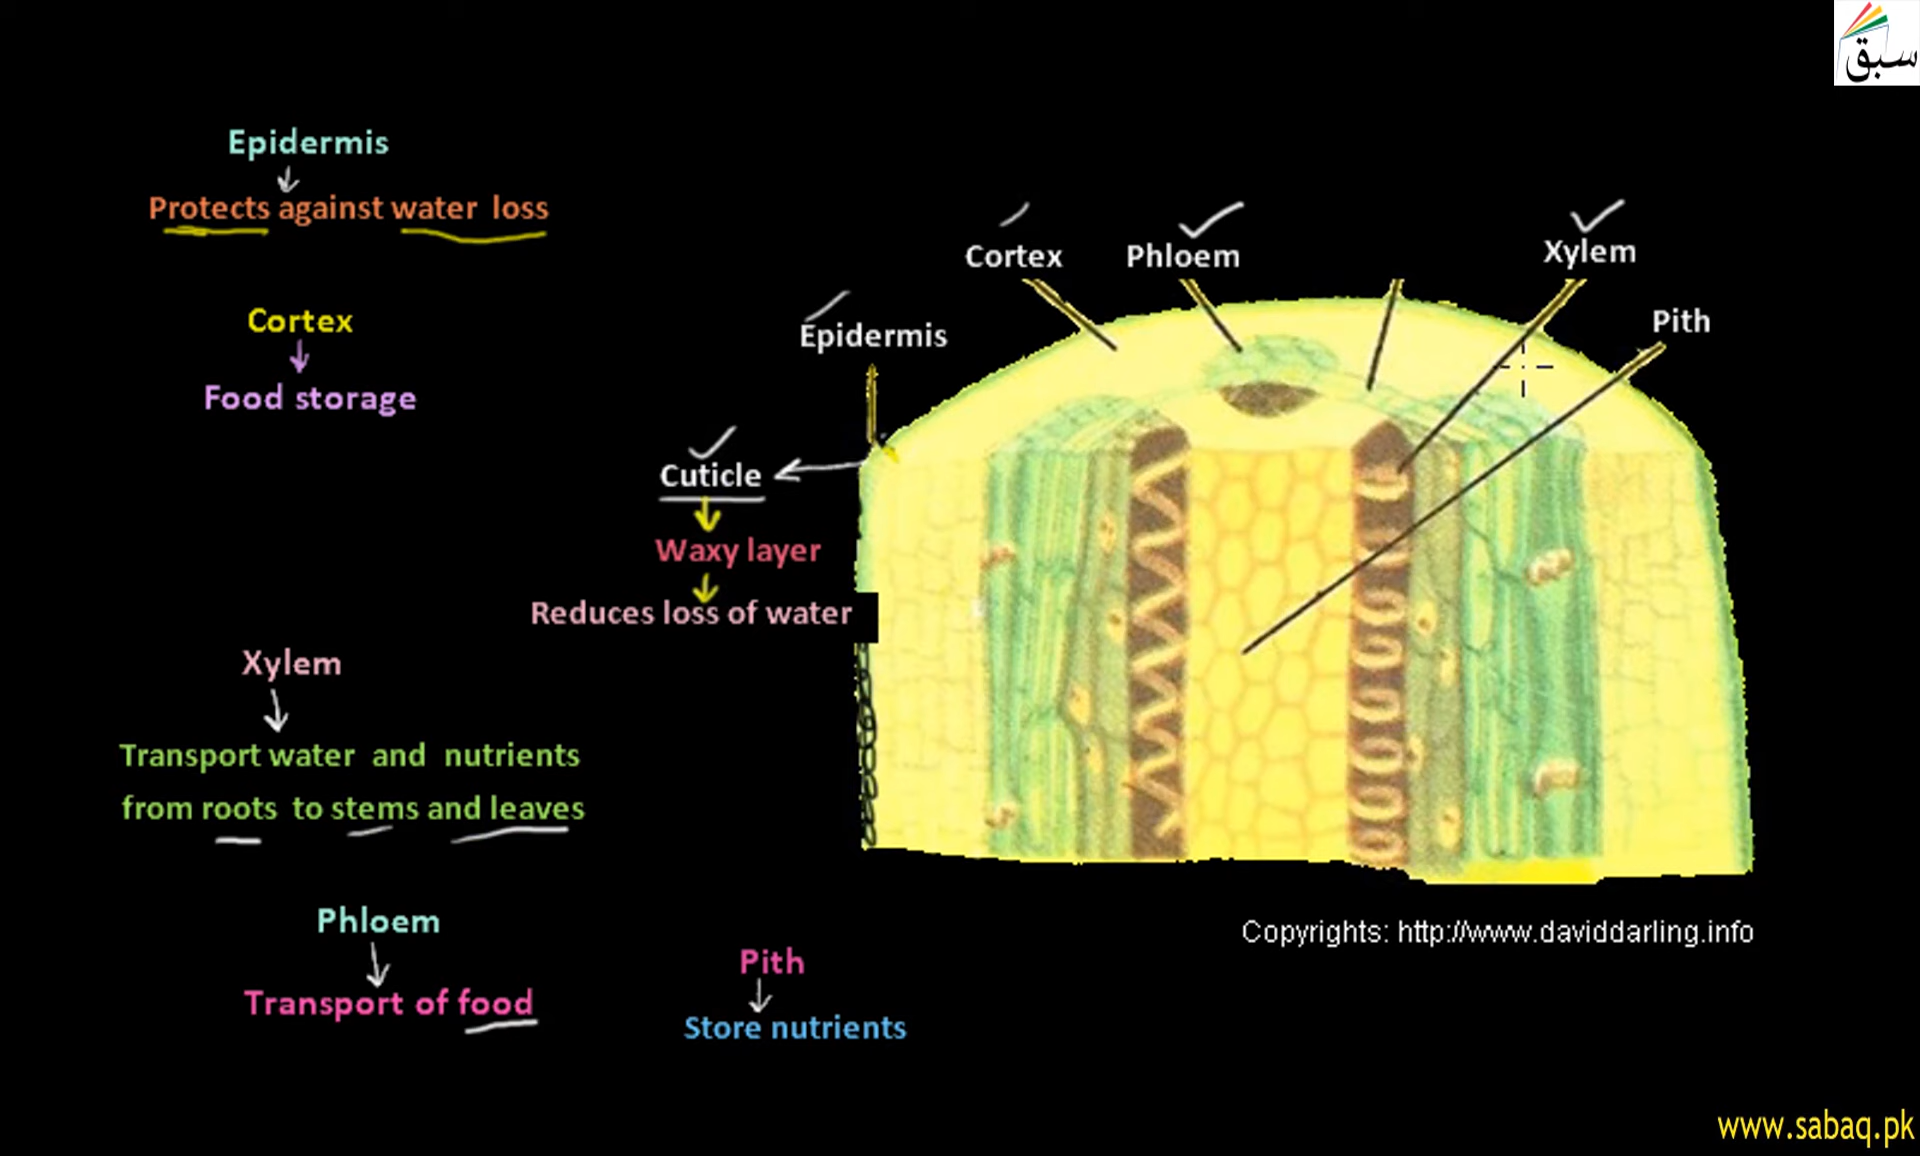 سبق
Epidermis
Protects against water loss
Cortex
Food storage
Xylem
Transport water and nutrients
from roots to stems and leaves
Phloem
Transport of food
Pith
Store nutrients
Cuticle
Waxy layer
Reduces loss of water
Epidermis
Cortex
Phloem
Xylem
Pith
Copyrights: http://www.daviddarling.info
www.sabaq.pk